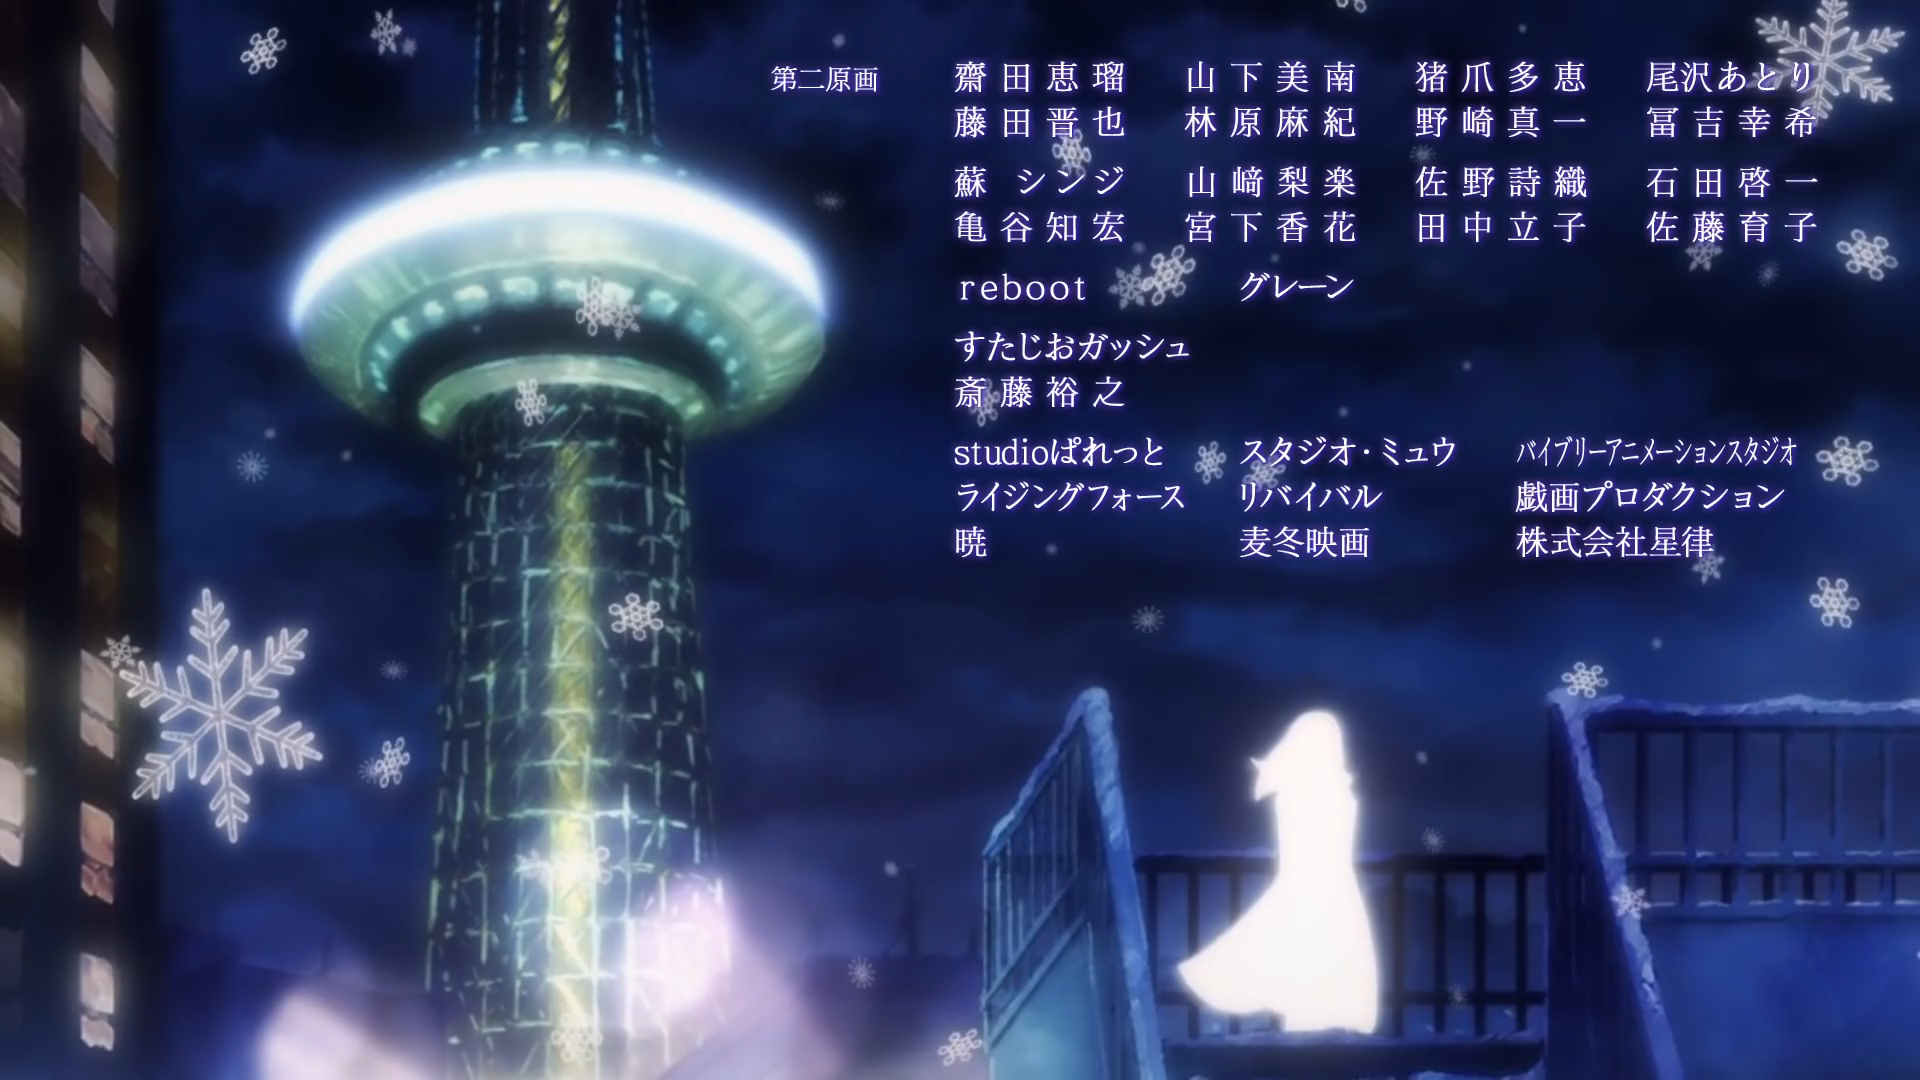 第二原画 齋田恵瑠 山下美南 猪爪多恵 尾沢あとり
藤田晋也 林原麻紀 野崎真一 冨吉幸希
蘇 シンジ 山﨑梨楽 佐野詩織 石田啓一
亀谷知宏 宮下香花 田中立子 佐藤育子
reboot グレーン
すたじおガッシュ
斎藤裕之
studioぱれっと スタジオ・ミュウ バイブリーアニメーションスタジオ
ライジングフォース リバイバル 戯画プロダクション
暁 麦冬映画 株式会社星律